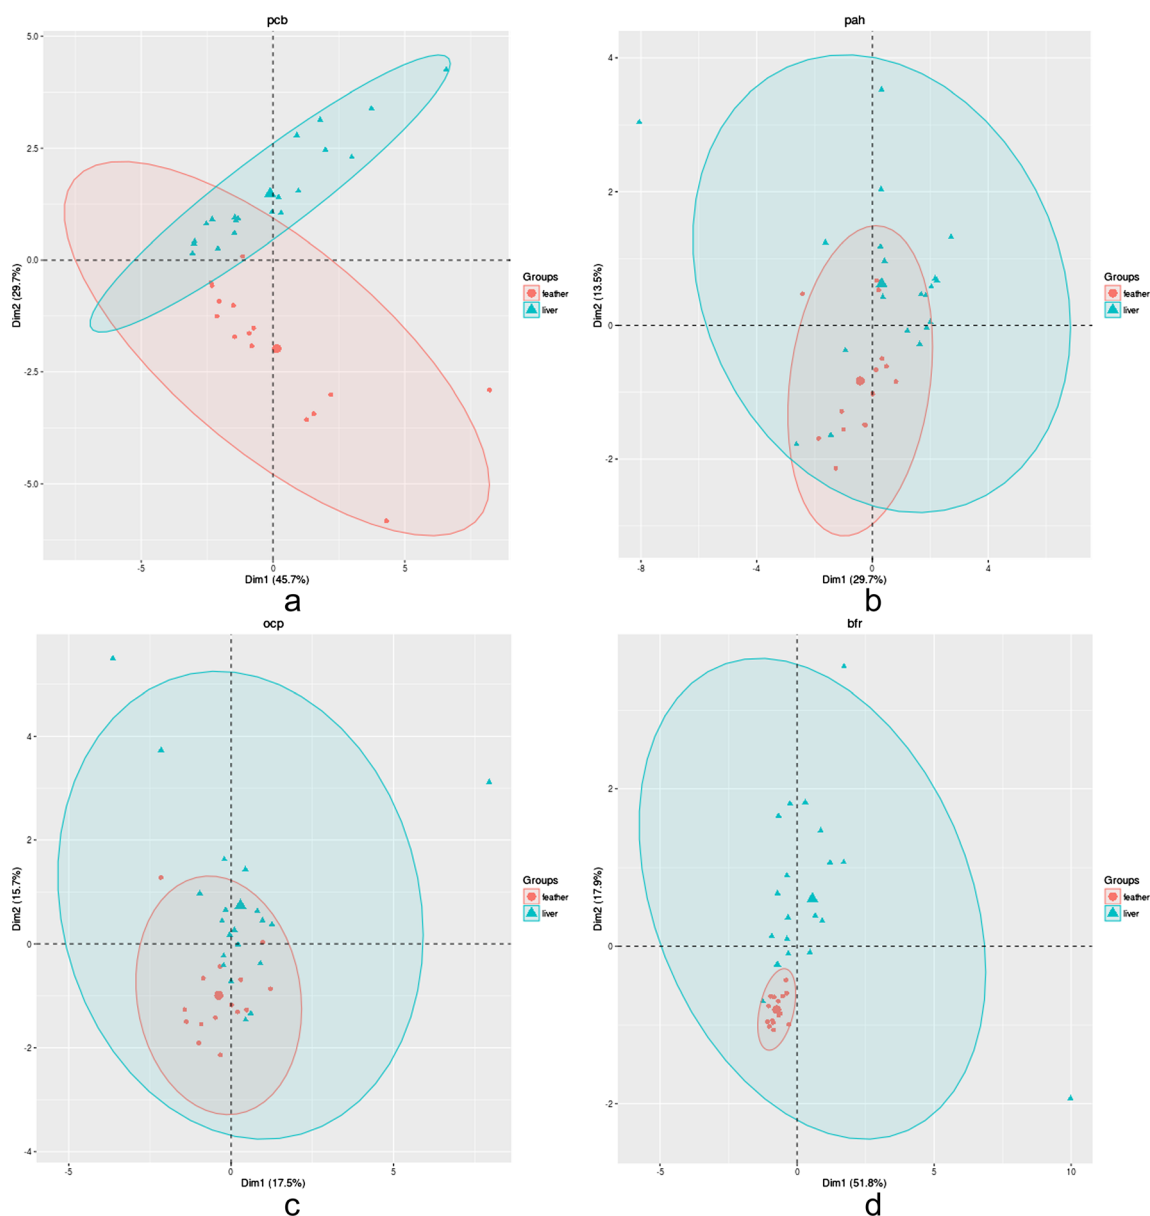 pcb
5.0
2.5
0.0
-2.5
-5.0
-5
0
5
Dim1 (45.7%)
Dim2 (29.7%)
Groups
feather
liver
a
pah
4
2
0
-2
-8
-4
0
4
Dim1 (29.7%)
Dim2 (13.5%)
Groups
feather
liver
b
ocp
4
2
0
-2
-4
-5
0
5
Dim1 (17.5%)
Dim2 (15.7%)
Groups
feather
liver
c
bfr
2
0
-2
-5
0
5
10
Dim1 (51.8%)
Dim2 (17.9%)
Groups
feather
liver
d